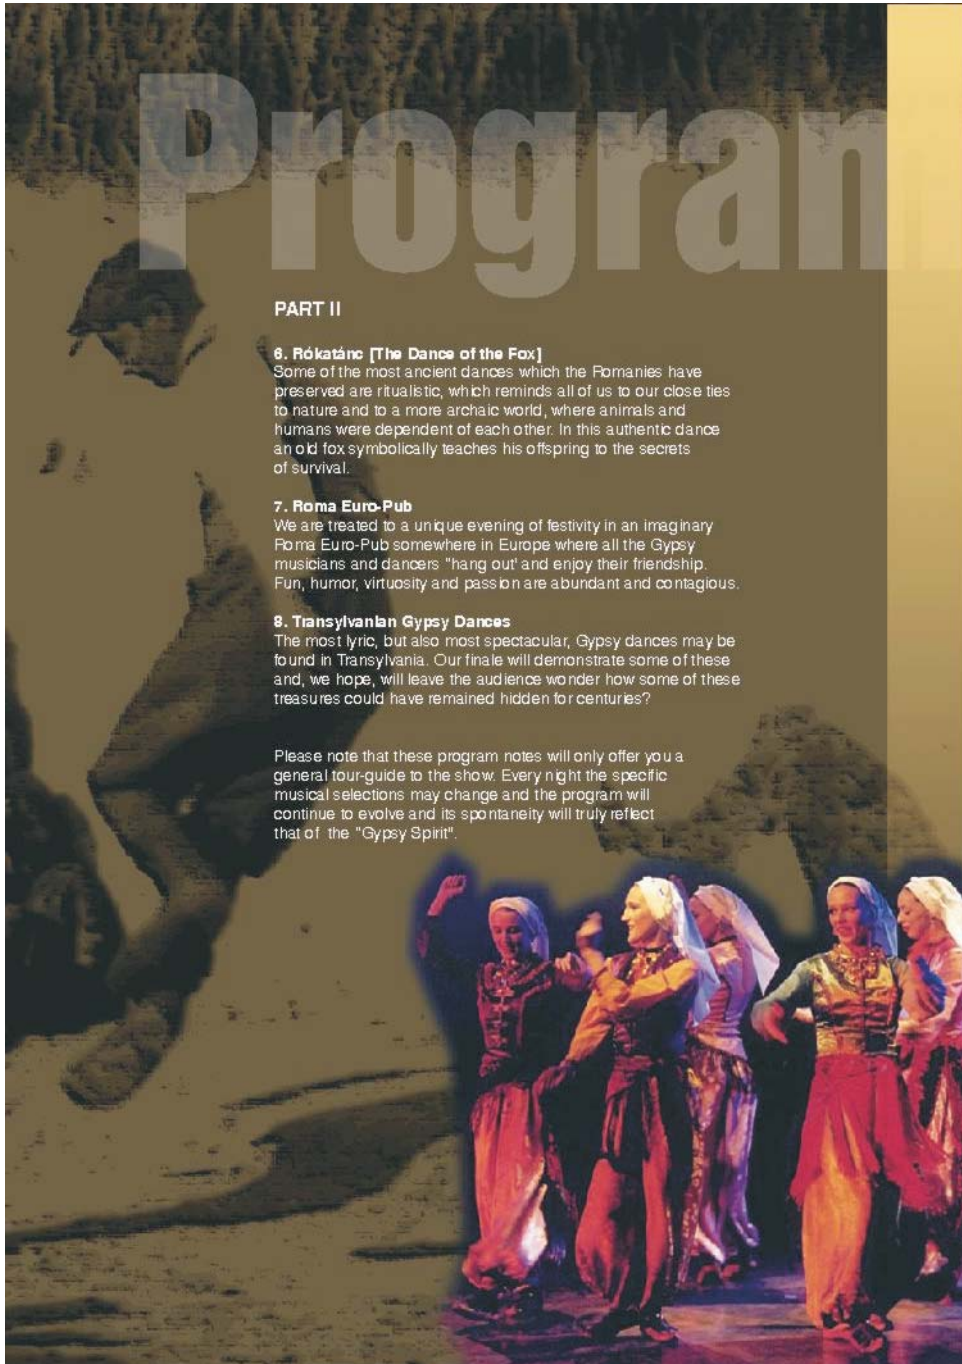 Program
PART II
6. Rókatánc [The Dance of the Fox]
Some of the most ancient dances which the Romanies have
preserved are ritualistic, which reminds all of us to our close ties
to nature and to a more archaic world, where animals and
humans were dependent of each other. In this authentic dance
an old fox symbolically teaches his offspring to the secrets
of survival.
7. Roma Euro-Pub
We are treated to a unique evening of festivity in an imaginary
Roma Euro-Pub somewhere in Europe where all the Gypsy
musicians and dancers "hang out' and enjoy their friendship.
Fun, humor, virtuosity and passion are abundant and contagious.
8. Transylvanian Gypsy Dances
The most lyric, but also most spectacular, Gypsy dances may be
found in Transylvania. Our finale will demonstrate some of these
and, we hope, will leave the audience wonder how some of these
treasures could have remained hidden for centuries?
Please note that these program notes will only offer you a
general tour-guide to the show. Every night the specific
musical selections may change and the program will
continue to evolve and its spontaneity will truly reflect
that of the "Gypsy Spirit".